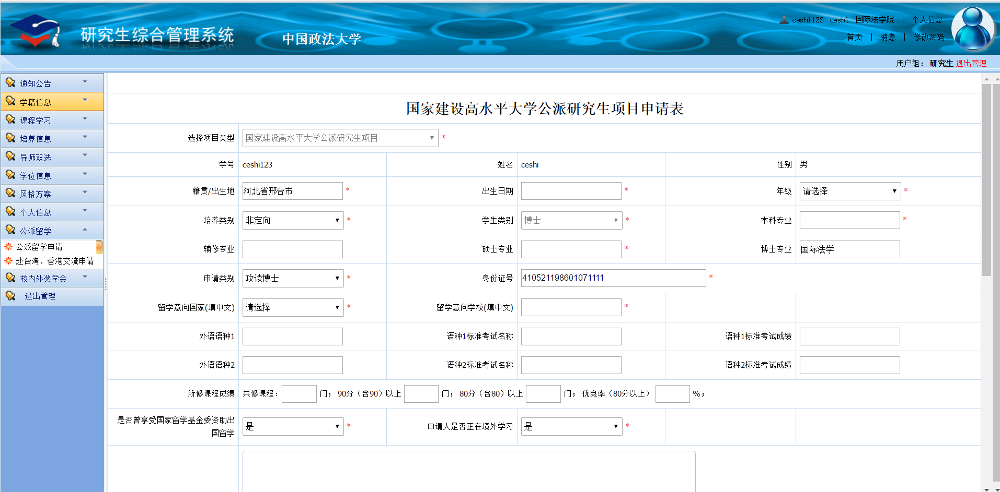 研究生综合管理系统
中国政法大学
ceshi123 ceshi 国际法学院 | 个人信息
首页 | 消息 | 修改密码
用户组： 研究生 退出管理
通知公告
学籍信息
课程学习
培养信息
导师双选
学位信息
风格方案
个人信息
公派留学
公派留学申请
赴台湾、香港交流申请
校内外奖学金
退出管理
国家建设高水平大学公派研究生项目申请表
选择项目类型 国家建设高水平大学公派研究生项目 *
学号 ceshi123 姓名 ceshi 性别 男
籍贯/出生地 河北省邢台市 * 出生日期 * 年级 请选择 *
培养类别 非定向 * 学生类别 博士 * 本科专业 *
辅修专业 硕士专业 * 博士专业 国际法学
申请类别 攻读博士 * 身份证号 410521198601071111 *
留学意向国家(填中文) 请选择 * 留学意向学校(填中文) *
外语语种1 语种1标准考试名称 语种1标准考试成绩
外语语种2 语种2标准考试名称 语种2标准考试成绩
所修课程成绩 共修课程： 门； 90分（含90）以上 门； 80分（含80）以上 门； 优良率（80分以上） %；
是否曾享受国家留学基金委资助出
国留学 是 * 申请人是否正在境外学习 是 *